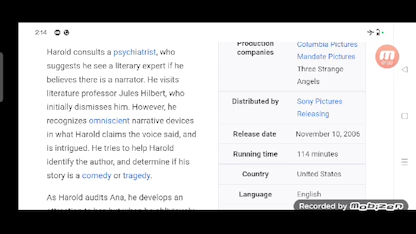 2:14
Harold consults a psychiatrist, who
suggests he see a literary expert if he
believes there is a narrator. He visits
literature professor Jules Hilbert, who
initially dismisses him. However, he
recognizes omniscient narrative devices
in what Harold claims the voice said, and
is intrigued. He tries to help Harold
identify the author, and determine if his
story is a comedy or tragedy.
As Harold audits Ana, he develops an
Production
companies
Columbia Pictures
Mandate Pictures
Three Strange
Angels
Distributed by
Sony Pictures
Releasing
Release date
November 10, 2006
Running time
114 minutes
Country
United States
Language
English
Recorded by Mobizen